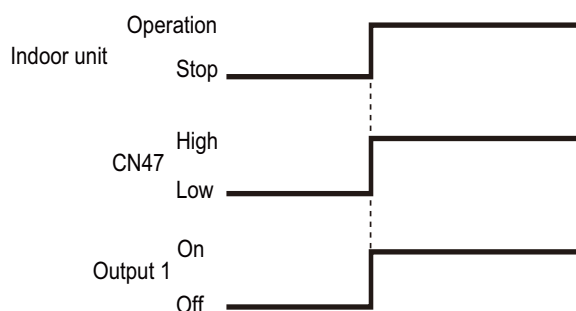 Operation
Indoor unit
Stop
High
CN47
Low
On
Output 1
Off